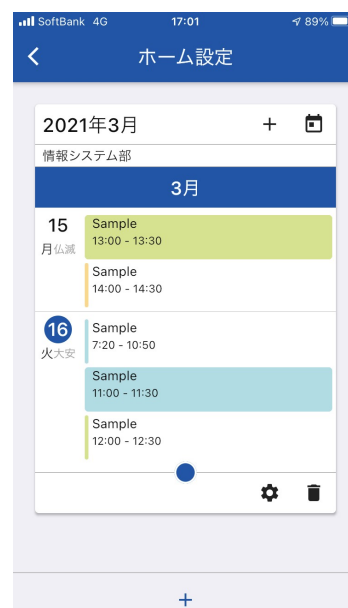 SoftBank 4G 17:01 89%
ホーム設定
2021年3月 +
情報システム部
3月
15 Sample
13:00 - 13:30
月仏滅
Sample
14:00 - 14:30
16 Sample
火大安 7:20 - 10:50
Sample
11:00 - 11:30
Sample
12:00 - 12:30
+